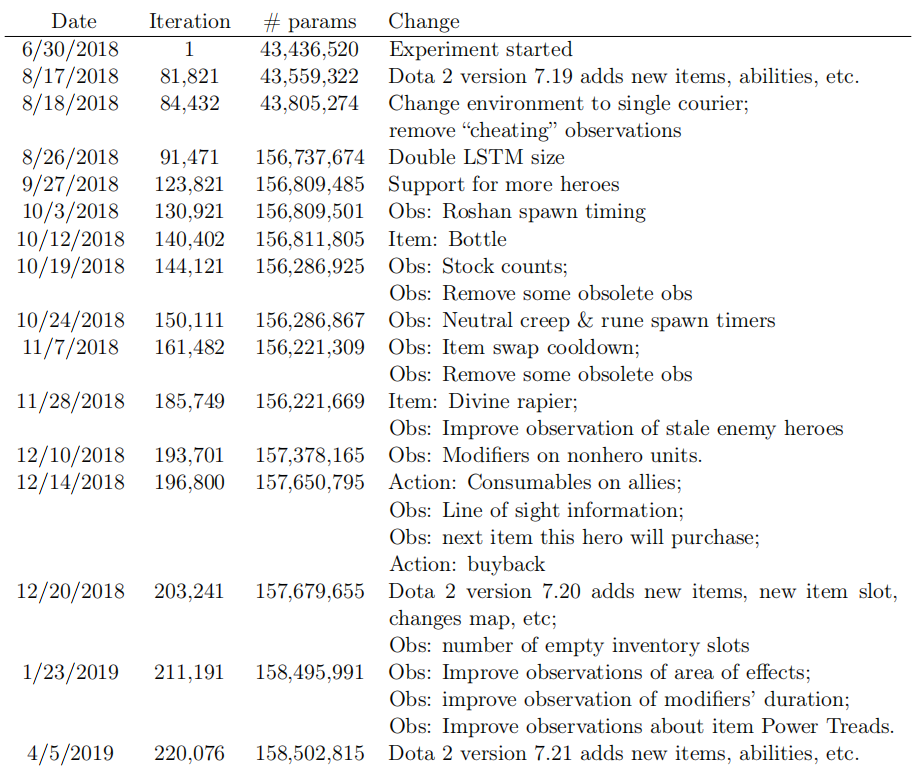 Date Iteration # params Change
6/30/2018 1 43,436,520 Experiment started
8/17/2018 81,821 43,559,322 Dota 2 version 7.19 adds new items, abilities, etc.
8/18/2018 84,432 43,805,274 Change environment to single courier;
remove “cheating” observations
8/26/2018 91,471 156,737,674 Double LSTM size
9/27/2018 123,821 156,809,485 Support for more heroes
10/3/2018 130,921 156,809,501 Obs: Roshan spawn timing
10/12/2018 140,402 156,811,805 Item: Bottle
10/19/2018 144,121 156,286,925 Obs: Stock counts;
Obs: Remove some obsolete obs
10/24/2018 150,111 156,286,867 Obs: Neutral creep & rune spawn timers
11/7/2018 161,482 156,221,309 Obs: Item swap cooldown;
Obs: Remove some obsolete obs
11/28/2018 185,749 156,221,669 Item: Divine rapier;
Obs: Improve observation of stale enemy heroes
12/10/2018 193,701 157,378,165 Obs: Modifiers on nonhero units.
12/14/2018 196,800 157,650,795 Action: Consumables on allies;
Obs: Line of sight information;
Obs: next item this hero will purchase;
Action: buyback
12/20/2018 203,241 157,679,655 Dota 2 version 7.20 adds new items, new item slot,
changes map, etc;
Obs: number of empty inventory slots
1/23/2019 211,191 158,495,991 Obs: Improve observations of area of effects;
Obs: improve observation of modifiers’ duration;
Obs: Improve observations about item Power Treads.
4/5/2019 220,076 158,502,815 Dota 2 version 7.21 adds new items, abilities, etc.